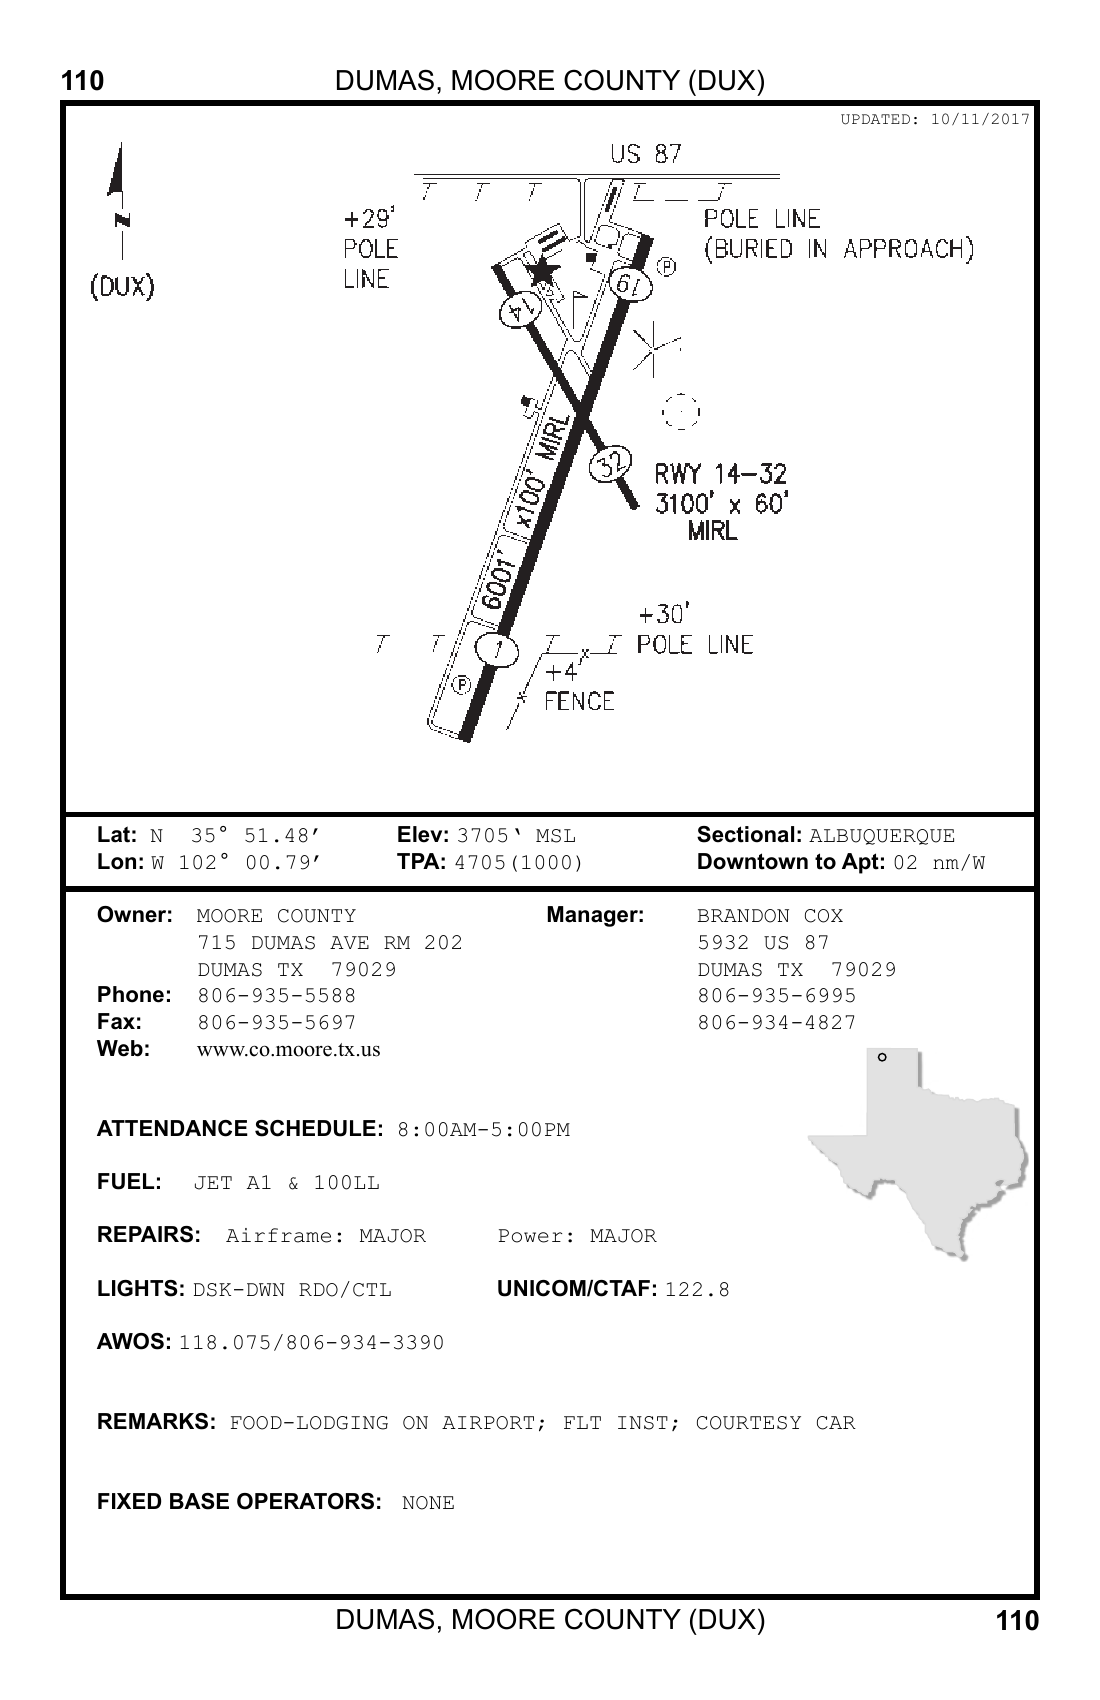 110 DUMAS, MOORE COUNTY (DUX)
UPDATED: 10/11/2017
US 87
+29'
POLE
LINE
POLE LINE
(BURIED IN APPROACH)
N
(DUX)
P
14
19
6001' x100' MIRL
32
RWY 14-32
3100' x 60'
MIRL
+30'
POLE LINE
1
+4'
FENCE
P
Lat: N 35° 51.48’ Elev: 3705‘ MSL Sectional: ALBUQUERQUE
Lon: W 102° 00.79’ TPA: 4705(1000) Downtown to Apt: 02 nm/W
Owner: MOORE COUNTY Manager: BRANDON COX
715 DUMAS AVE RM 202 5932 US 87
DUMAS TX 79029 DUMAS TX 79029
Phone: 806-935-5588 806-935-6995
Fax: 806-935-5697 806-934-4827
Web: www.co.moore.tx.us
ATTENDANCE SCHEDULE: 8:00AM-5:00PM
FUEL: JET A1 & 100LL
REPAIRS: Airframe: MAJOR Power: MAJOR
LIGHTS: DSK-DWN RDO/CTL UNICOM/CTAF: 122.8
AWOS: 118.075/806-934-3390
REMARKS: FOOD-LODGING ON AIRPORT; FLT INST; COURTESY CAR
FIXED BASE OPERATORS: NONE
DUMAS, MOORE COUNTY (DUX) 110